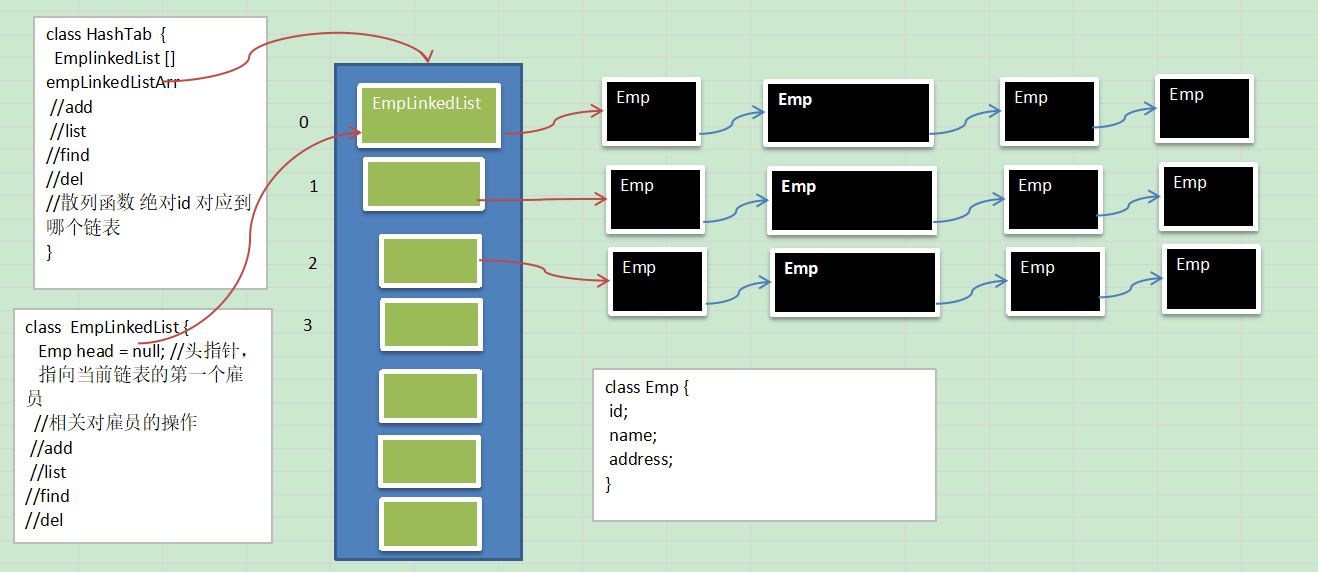 class HashTab {
EmplinkedList []
empLinkedListArr
//add
//list
//find
//del
//散列函数 绝对id 对应到
哪个链表
}
class EmpLinkedList {
Emp head = null; //头指针，
指向当前链表的第一个雇
员
//相关对雇员的操作
//add
//list
//find
//del
0
1
2
3
EmpLinkedList
Emp
Emp
Emp
Emp
Emp
Emp
Emp
Emp
Emp
Emp
Emp
Emp
class Emp {
id;
name;
address;
}